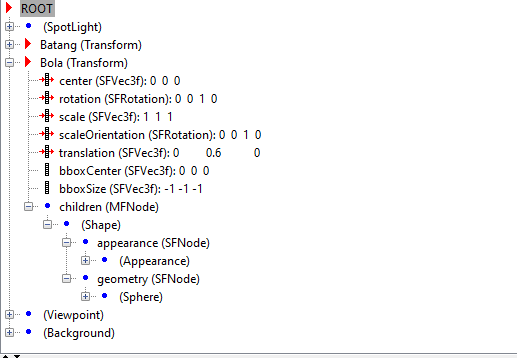 ROOT
(SpotLight)
Batang (Transform)
Bola (Transform)
center (SFVec3f): 0 0 0
rotation (SFRotation): 0 0 1 0
scale (SFVec3f): 1 1 1
scaleOrientation (SFRotation): 0 0 1 0
translation (SFVec3f): 0 0.6 0
bboxCenter (SFVec3f): 0 0 0
bboxSize (SFVec3f): -1 -1 -1
children (MFNode)
(Shape)
appearance (SFNode)
(Appearance)
geometry (SFNode)
(Sphere)
(Viewpoint)
(Background)